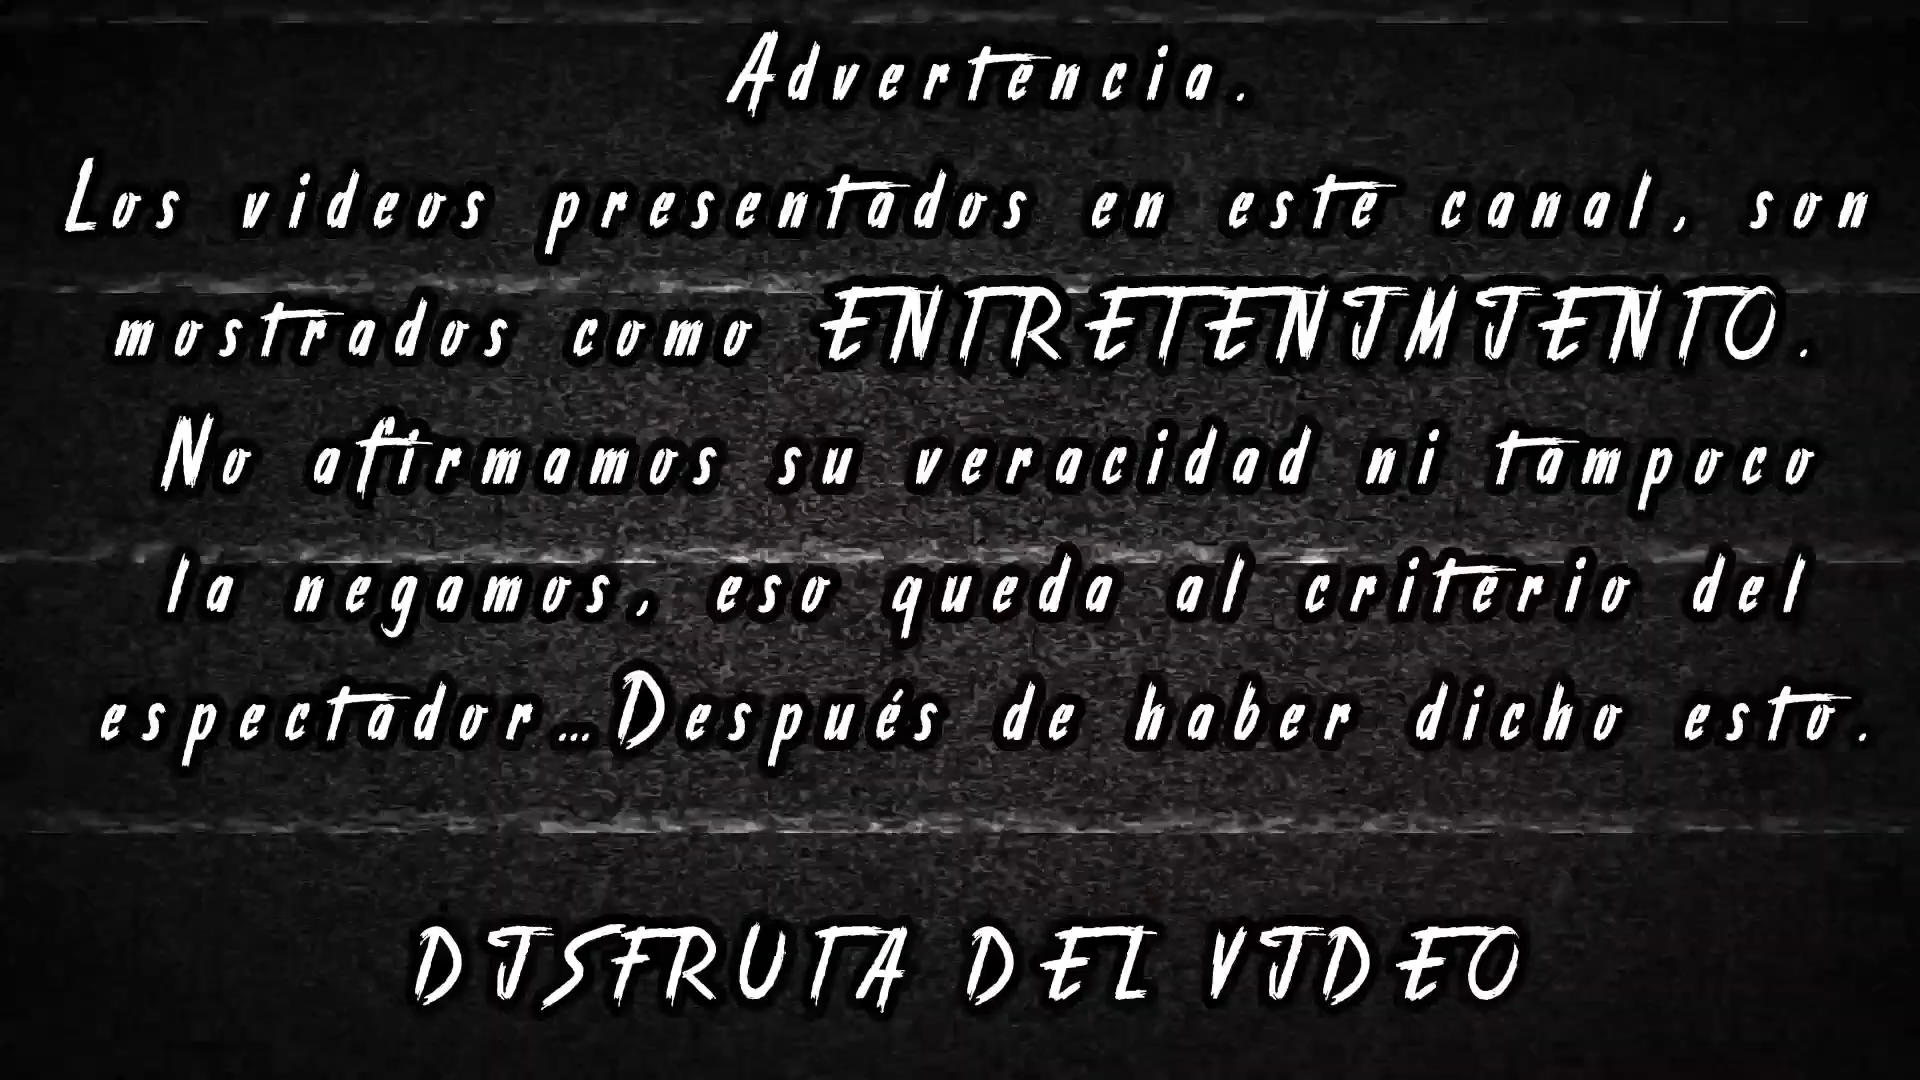 Advertencia.
Los videos presentados en este canal, son
mostrados como ENTRETENIMIENTO.
No afirmamos su veracidad ni tampoco
la negamos, eso queda al criterio del
espectador...Después de haber dicho esto.
DISFRUTA DEL VIDEO